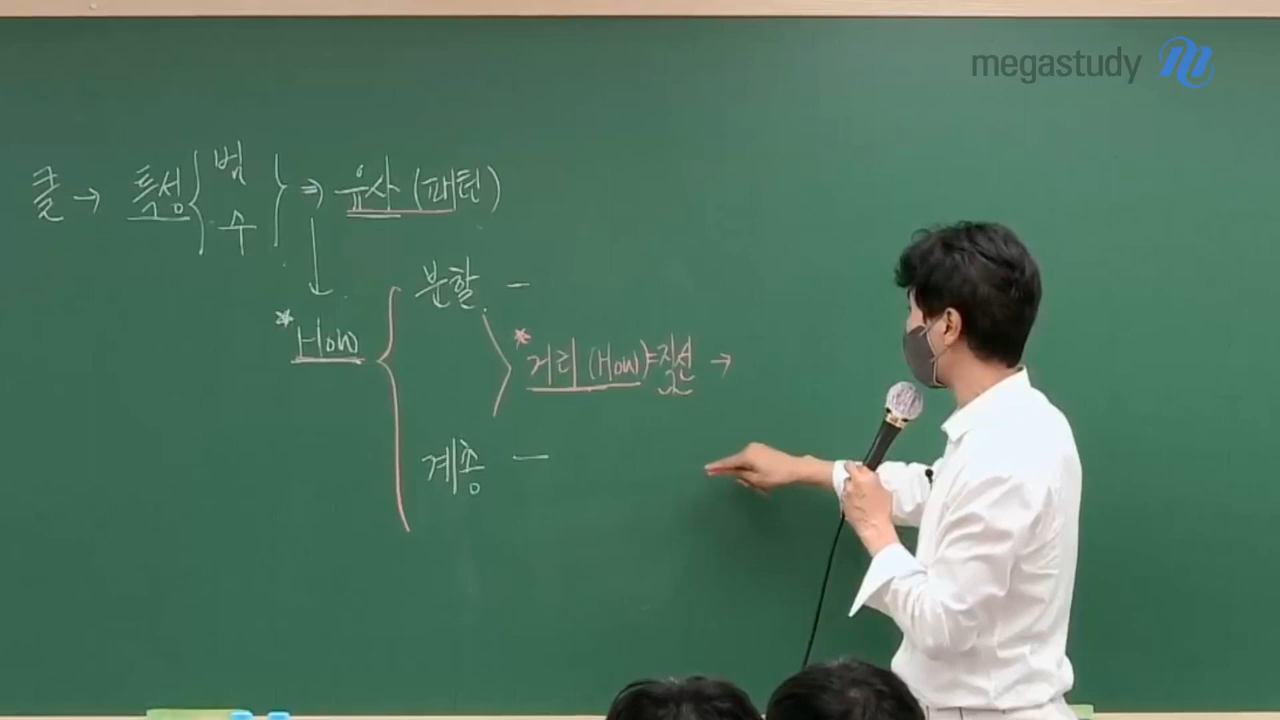 megastudy
클 → 특성 { 범 수 } ⇒ 유사 (패턴)
* How
분할 -
* 거리 (How) = 직선 →
계층 -